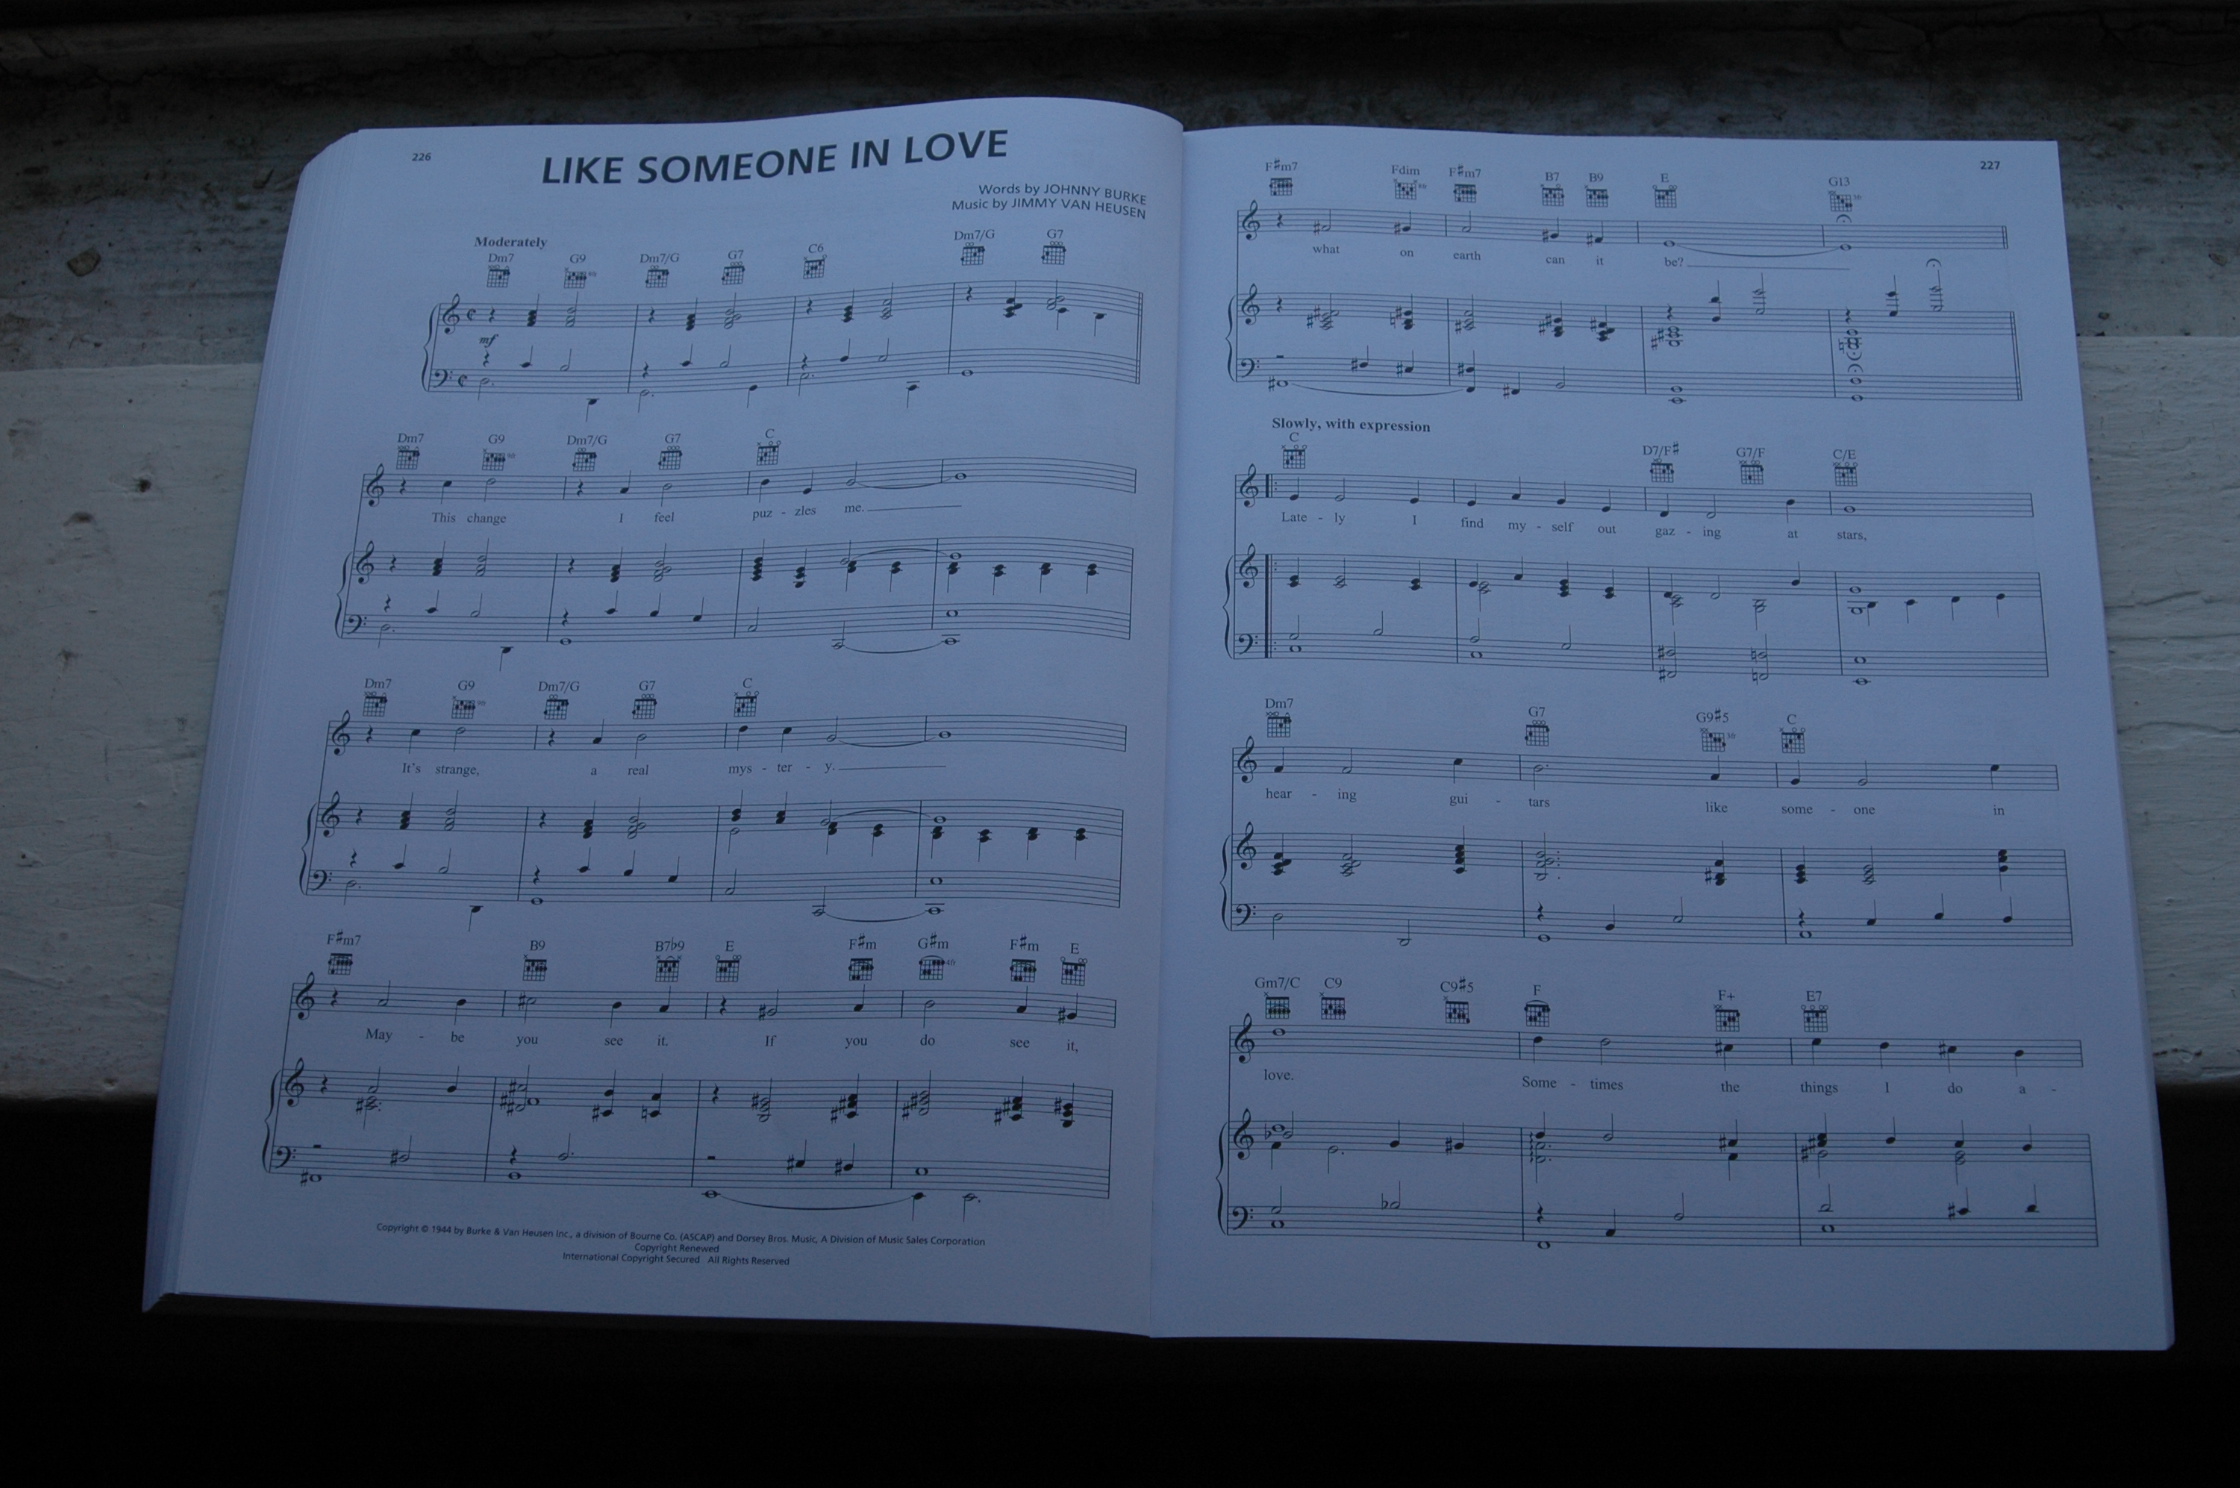 226
LIKE SOMEONE IN LOVE
Words by JOHNNY BURKE
Music by JIMMY VAN HEUSEN
Moderately
Dm7 G9 Dm7/G G7 C6 Dm7/G G7
mf
Dm7 G9 Dm7/G G7 C
This change I feel puz - zles me.
Dm7 G9 Dm7/G G7 C
It's strange, a real mys - ter - y.
F♯m7 B9 B7♭9 E F♯m G♯m F♯m E
May - be you see it. If you do see it,
Copyright © 1944 by Burke & Van Heusen Inc., a division of Bourne Co. (ASCAP) and Dorsey Bros. Music, A Division of Music Sales Corporation
Copyright Renewed
International Copyright Secured All Rights Reserved
227
F♯m7 Fdim F♯m7 B7 B9 E G13
what on earth can it be?
Slowly, with expression
C D7/F♯ G7/F C/E
Late - ly I find my - self out gaz - ing at stars,
Dm7 G7 G9♯5 C
hear - ing gui - tars like some - one in
Gm7/C C9 C9♯5 F F+ E7
love. Some - times the things I do a -